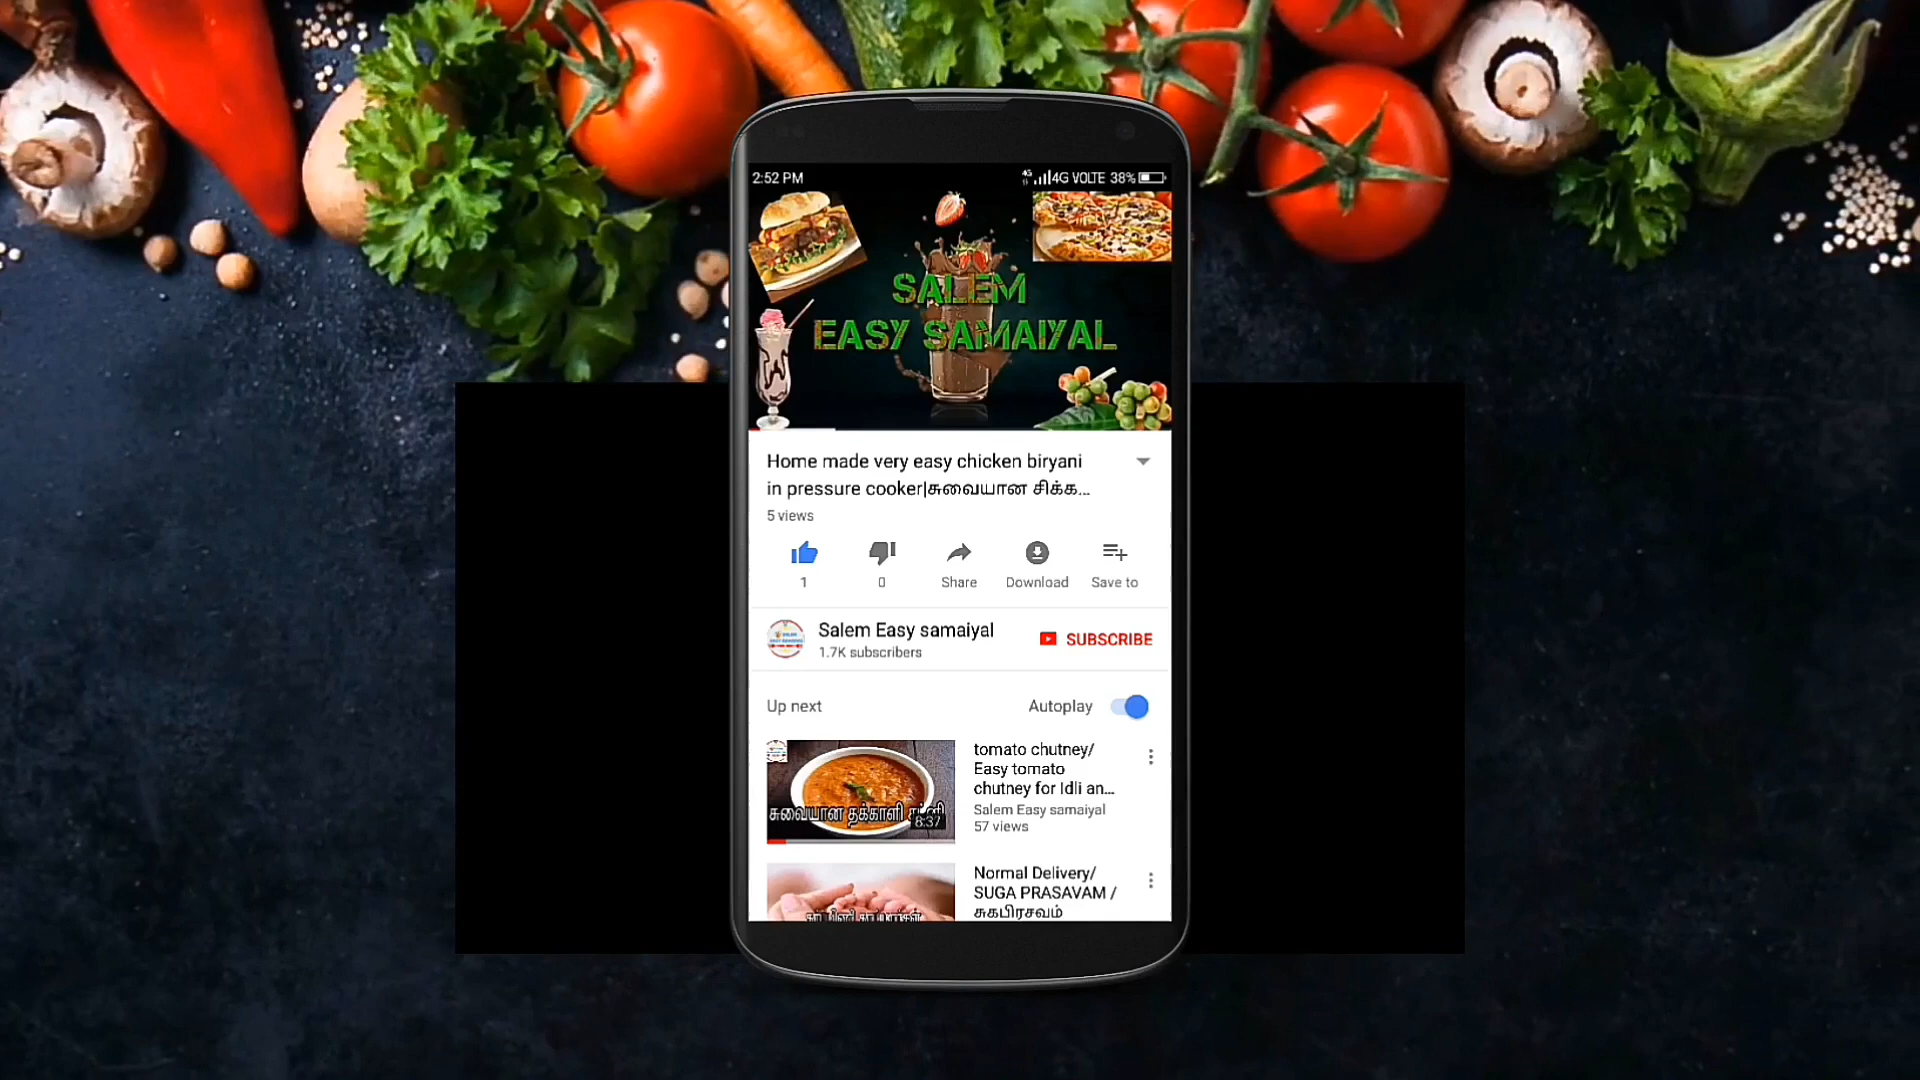 2:52 PM
4G 4G VOLTE 38%
SALEM
EASY SAMAIYAL
Home made very easy chicken biryani
in pressure cooker|சுவையான சிக்க...
5 views
1
0
Share
Download
Save to
Salem Easy samaiyal
1.7K subscribers
SUBSCRIBE
Up next
Autoplay
சுவையான தக்காளி சட்னி
8:37
tomato chutney/
Easy tomato
chutney for Idli an...
Salem Easy samaiyal
57 views
Normal Delivery/
SUGA PRASAVAM /
சுகபிரசவம்